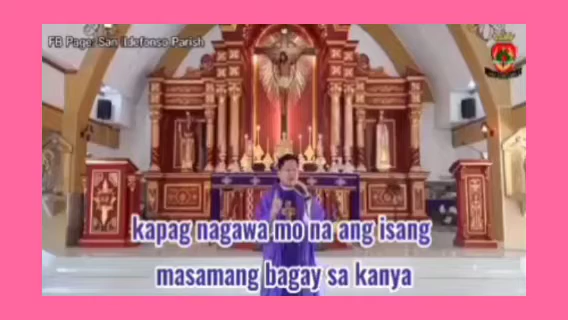 FB Page: San Ildefonso Parish
kapag nagawa mo na ang isang
masamang bagay sa kanya